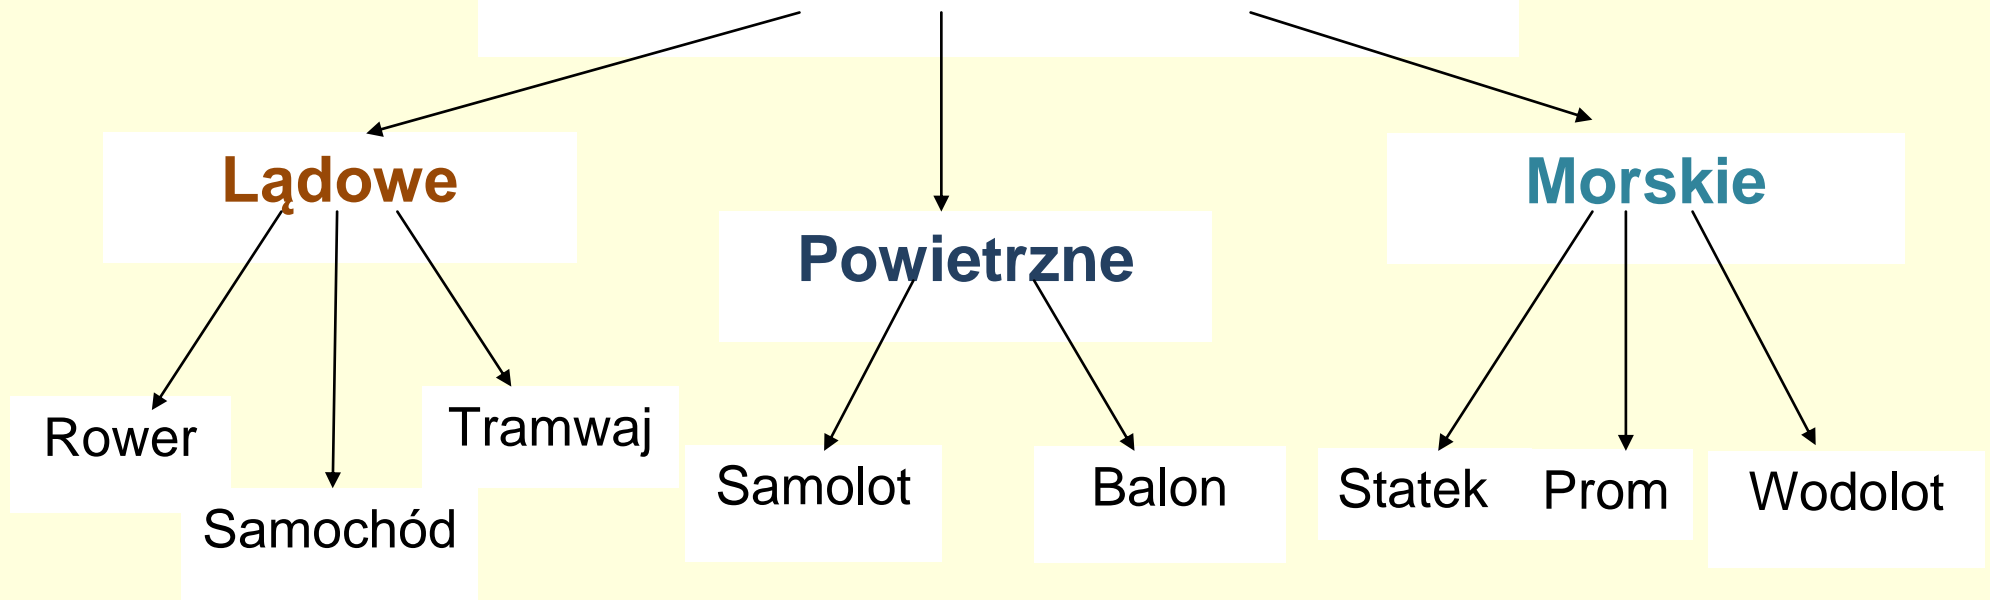 Lądowe
Morskie
Powietrzne
Rower
Tramwaj
Samochód
Samolot
Balon
Statek
Prom
Wodolot